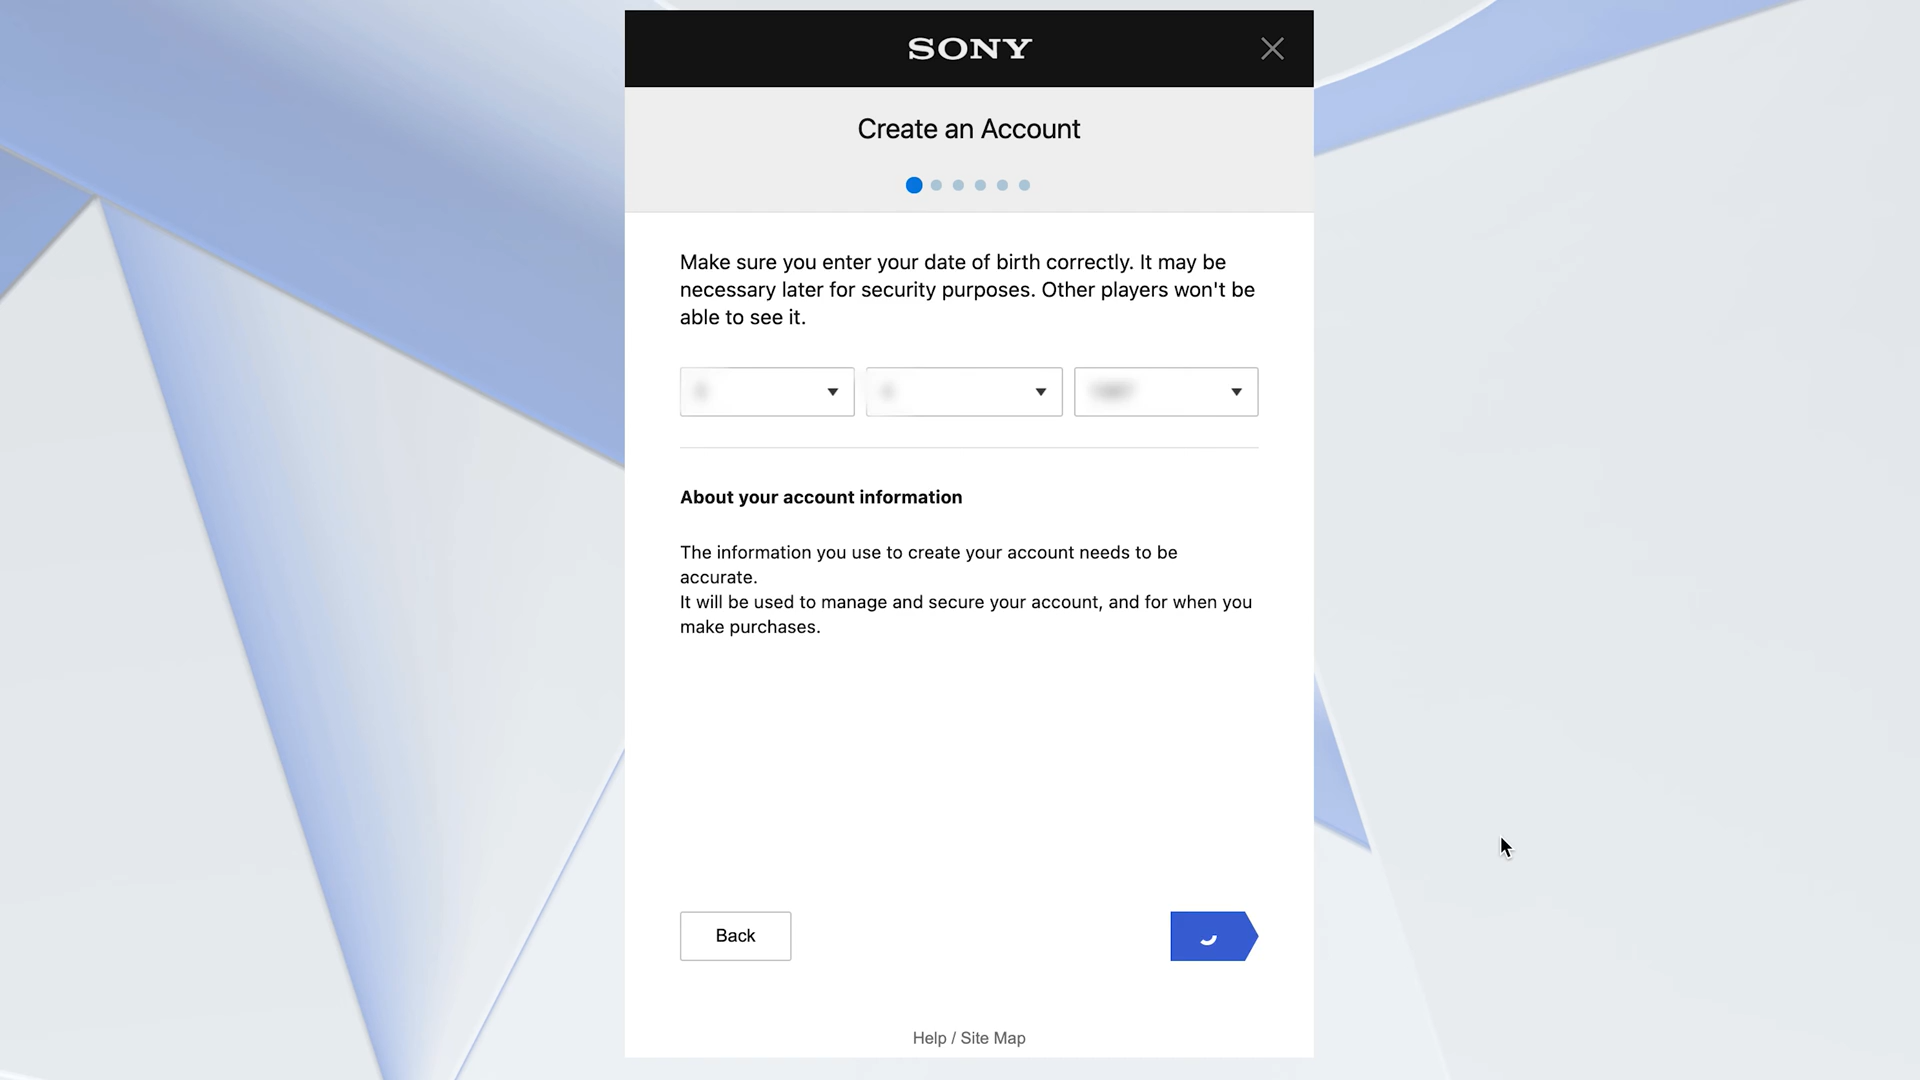 SONY
Create an Account
Make sure you enter your date of birth correctly. It may be
necessary later for security purposes. Other players won't be
able to see it.
About your account information
The information you use to create your account needs to be
accurate.
It will be used to manage and secure your account, and for when you
make purchases.
Back
Help / Site Map